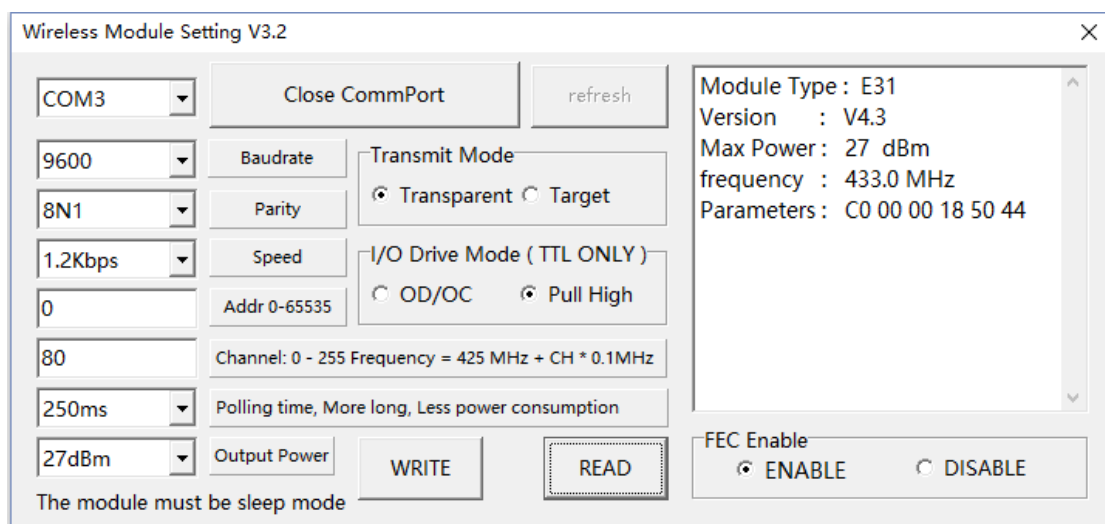 Wireless Module Setting V3.2
COM3 Close CommPort refresh
9600 Baudrate
8N1 Parity
1.2Kbps Speed
0 Addr 0-65535
Transmit Mode
Transparent Target
I/O Drive Mode ( TTL ONLY )
OD/OC Pull High
80 Channel: 0 - 255 Frequency = 425 MHz + CH * 0.1MHz
250ms Polling time, More long, Less power consumption
27dBm Output Power WRITE READ
The module must be sleep mode
Module Type : E31
Version : V4.3
Max Power : 27 dBm
frequency : 433.0 MHz
Parameters : C0 00 00 18 50 44
FEC Enable
ENABLE DISABLE